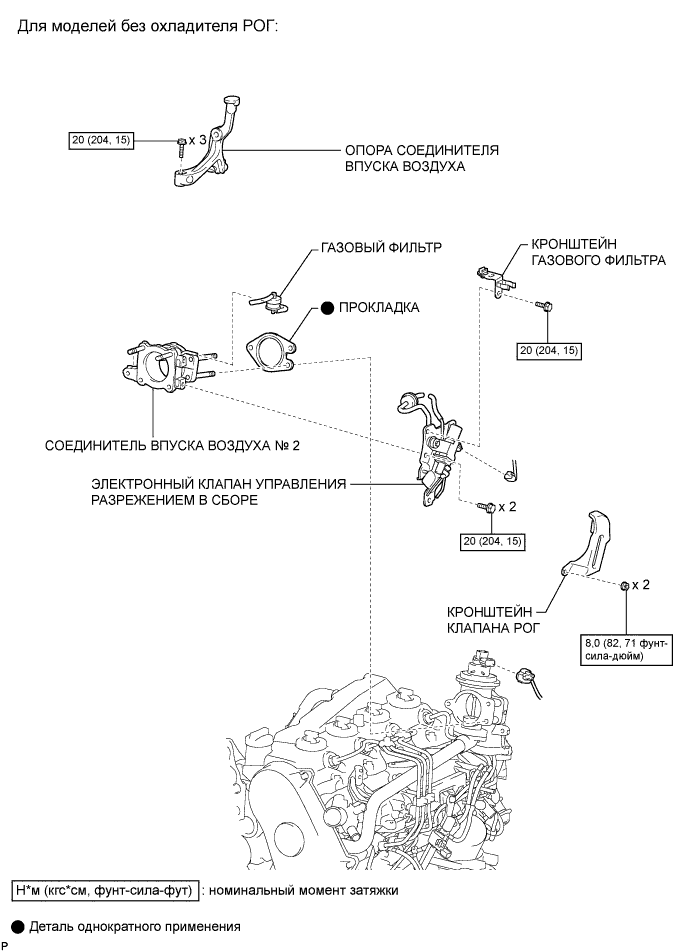 Для моделей без охладителя РОГ:
20 (204, 15)
x 3
ОПОРА СОЕДИНИТЕЛЯ
ВПУСКА ВОЗДУХА
ГАЗОВЫЙ ФИЛЬТР
КРОНШТЕЙН
ГАЗОВОГО ФИЛЬТРА
ПРОКЛАДКА
20 (204, 15)
СОЕДИНИТЕЛЬ ВПУСКА ВОЗДУХА № 2
ЭЛЕКТРОННЫЙ КЛАПАН УПРАВЛЕНИЯ
РАЗРЕЖЕНИЕМ В СБОРЕ
x 2
20 (204, 15)
x 2
КРОНШТЕЙН
КЛАПАНА РОГ
8,0 (82, 71 фунт-
сила-дюйм)
Н*м (кгс*см, фунт-сила-фут) : номинальный момент затяжки
Деталь однократного применения
P